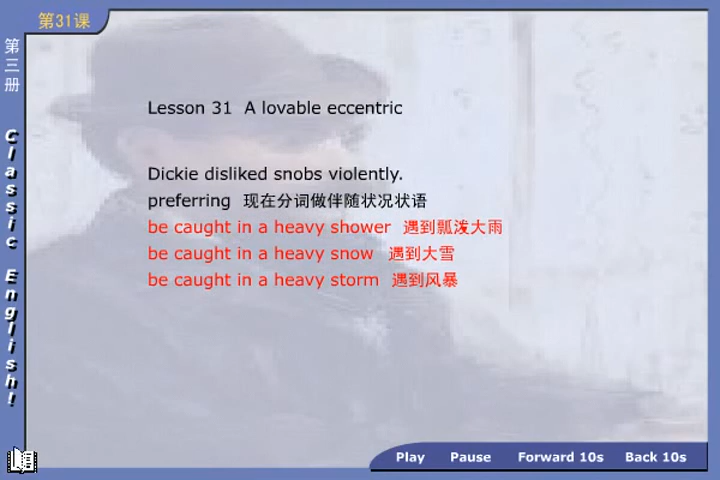 第31课
第三册
Classic English!
Lesson 31 A lovable eccentric
Dickie disliked snobs violently.
preferring 现在分词做伴随状况状语
be caught in a heavy shower 遇到瓢泼大雨
be caught in a heavy snow 遇到大雪
be caught in a heavy storm 遇到风暴
Play Pause Forward 10s Back 10s